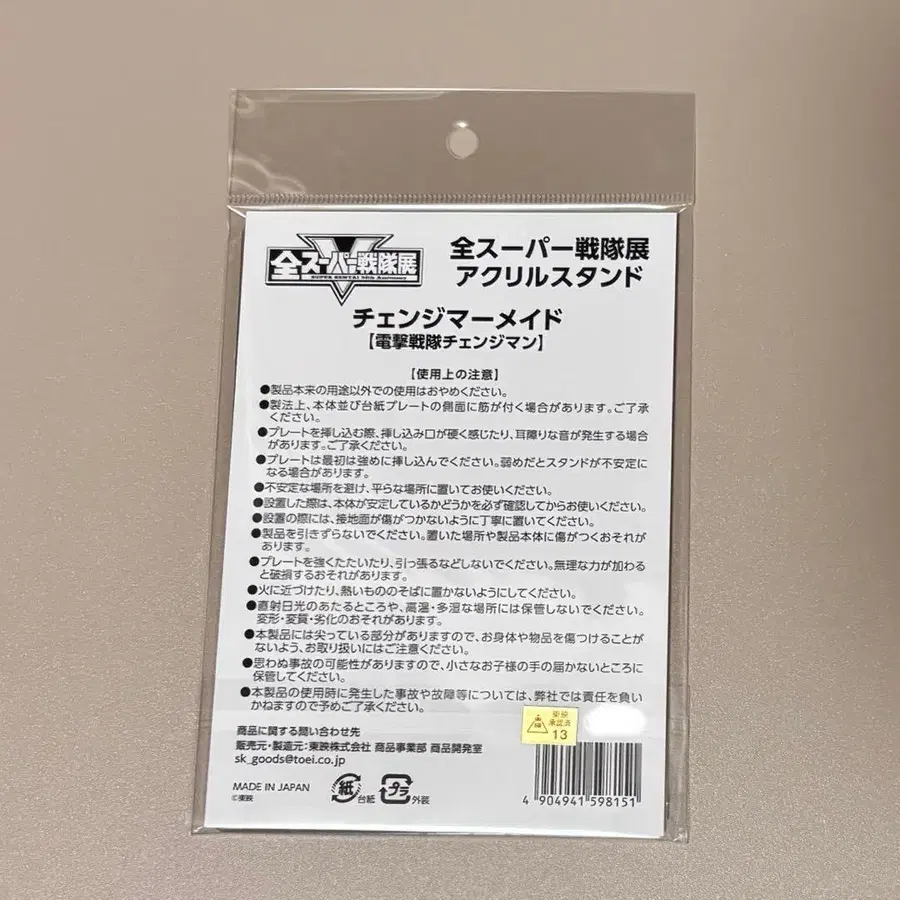 全スーパー戦隊展
SUPER SENTAI 50th Anniversary
全スーパー戦隊展
アクリルスタンド
チェンジマーメイド
【電撃戦隊チェンジマン】
【使用上の注意】
●製品本来の用途以外での使用はおやめください。
●製法上、本体並び台紙プレートの側面に筋が付く場合があります。ご了承
ください。
●プレートを挿し込む際、挿し込み口が硬く感じたり、耳障りな音が発生する場合
があります。ご了承ください。
●プレートは最初は強めに挿し込んでください。弱めだとスタンドが不安定に
なる場合があります。
●不安定な場所を避け、平らな場所に置いてお使いください。
●設置した際は、本体が安定しているかどうかを必ず確認してからお使いください。
●設置の際には、接地面が傷がつかないように丁寧に置いてください。
●製品を引きずらないでください。置いた場所や製品本体に傷がつくおそれが
あります。
●プレートを強くたたいたり、引っ張るなどしないでください。無理な力が加わる
と破損するおそれがあります。
●火に近づけたり、熱いもののそばに置かないようにしてください。
●直射日光のあたるところや、高温・多湿な場所には保管しないでください。
変形・変質・劣化のおそれがあります。
●本製品には尖っている部分がありますので、お身体や物品を傷つけることが
ないよう、お取り扱いにはご注意ください。
●思わぬ事故の可能性がありますので、小さなお子様の手の届かないところに
保管してください。
●本製品の使用時に発生した事故や故障等については、弊社では責任を負い
かねますので予めご了承ください。
商品に関する問い合わせ先
販売元・製造元：東映株式会社 商品事業部 商品開発室
sk_goods@toei.co.jp
東映
承認済
13
MADE IN JAPAN
©東映
紙 台紙
プラ 外装
4 904941 598151